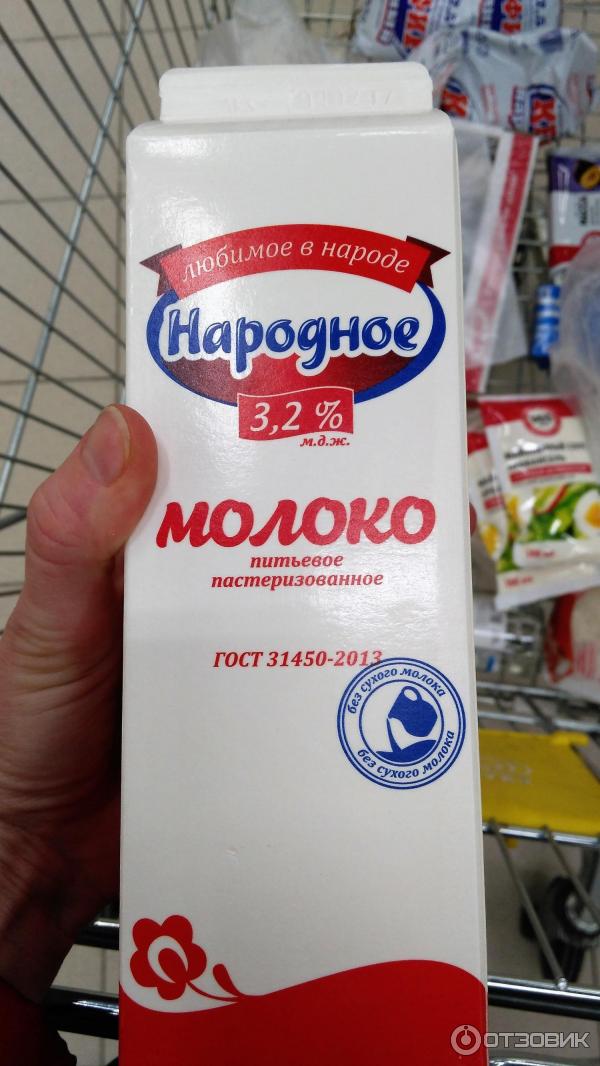 любимое в народе
Народное
3,2 %
м.д.ж.
молоко
питьевое
пастеризованное
ГОСТ 31450-2013
без сухого молока
без сухого молока
ОТЗОВИК